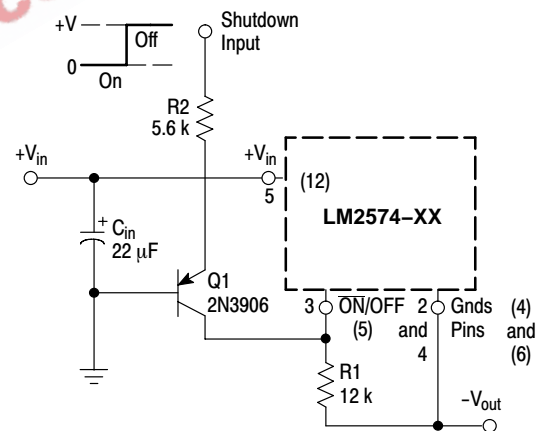 +V
Off
0
On
Shutdown
Input
R2
5.6 k
+Vin
+Vin
5
(12)
LM2574–XX
+
Cin
22 μF
Q1
2N3906
3
ON/OFF
(5)
2
and
4
Gnds
Pins
(4)
and
(6)
R1
12 k
–Vout